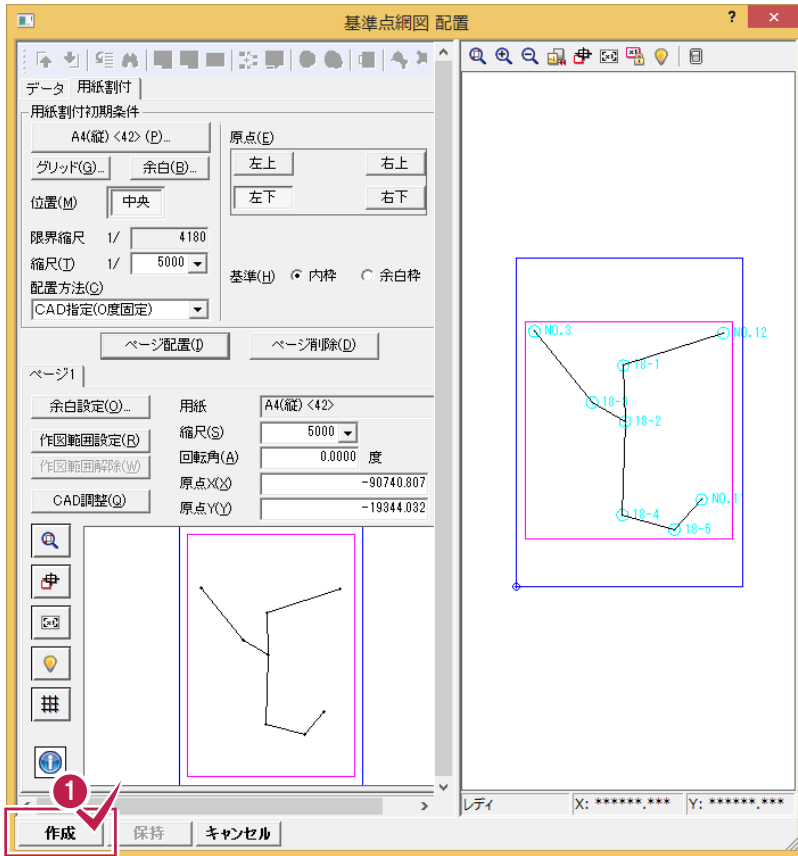 基準点網図 配置
? ×
データ 用紙割付
用紙割付初期条件
A4(縦) <42> (P)...
原点(E)
グリッド(G)... 余白(B)...
左上 右上
位置(M) 中央
左下 右下
限界縮尺 1/ 4180
縮尺(T) 1/ 5000
基準(H) 内枠 余白枠
配置方法(C)
CAD指定(0度固定)
ページ配置(I) ページ削除(D)
ページ1
余白設定(O)... 用紙 A4(縦) <42>
作図範囲設定(R) 縮尺(S) 5000
作図範囲解除(W) 回転角(A) 0.0000 度
原点X(X) -90740.807
CAD調整(Q) 原点Y(Y) -19344.032
NO.3
NO.12
18-1
18-3
18-2
NO.1
18-4
18-5
1
レディ X: ******.*** Y: ******.***
作成 保持 キャンセル